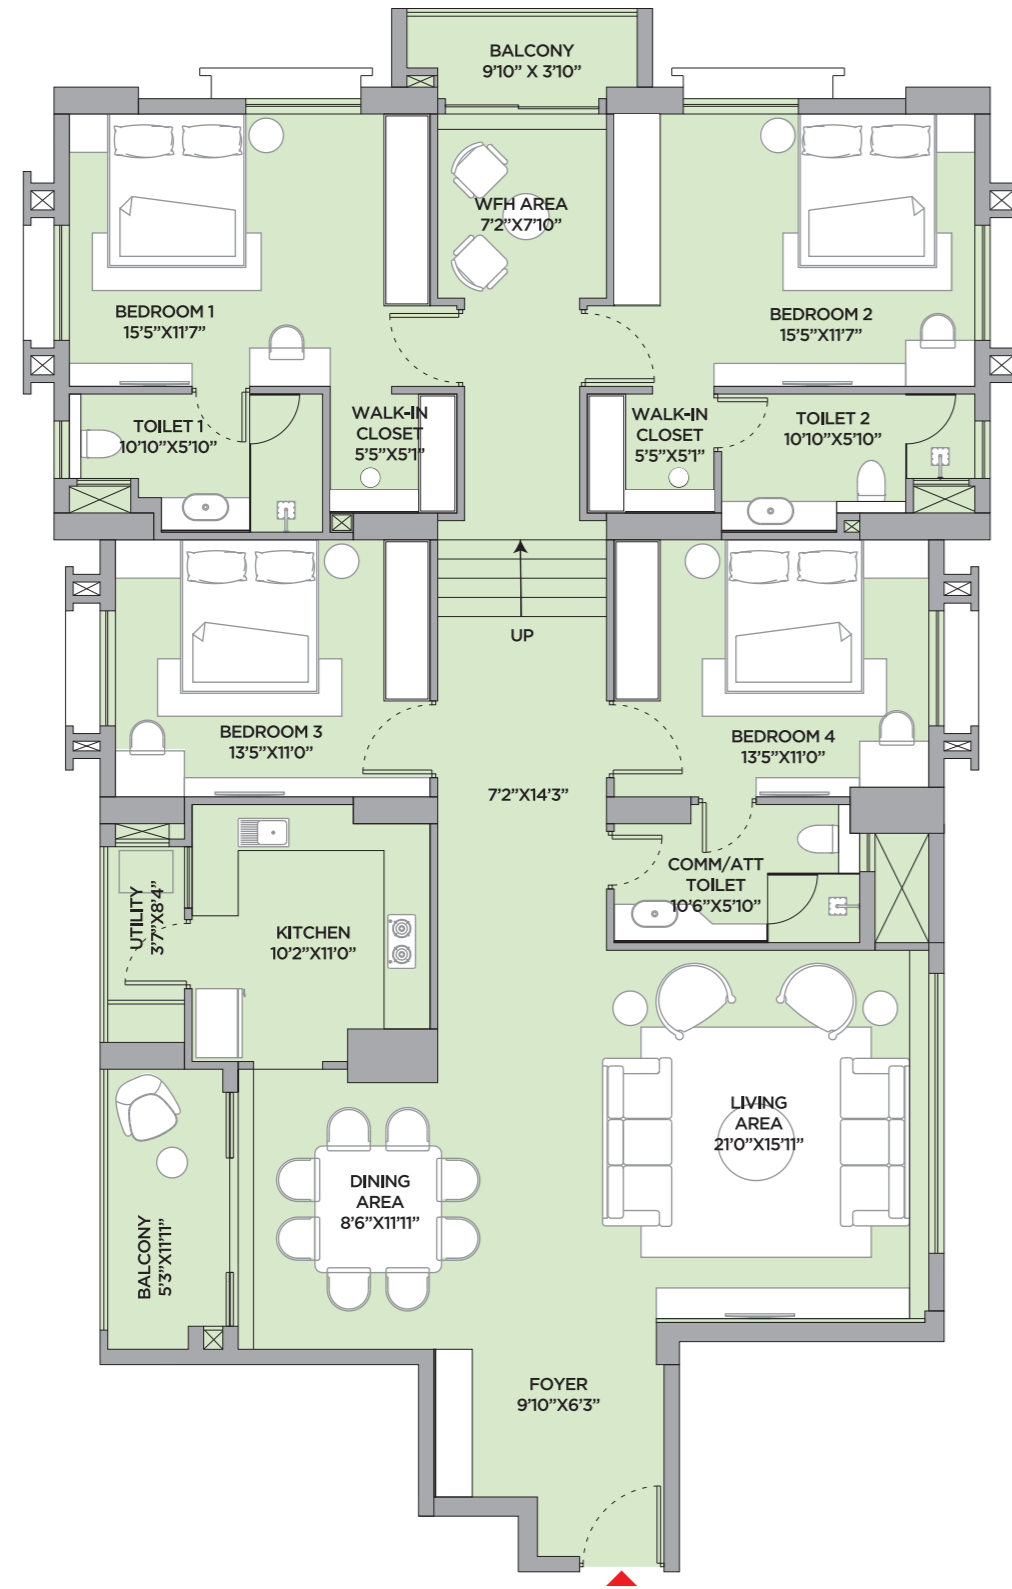 BALCONY
9'10" X 3'10"
WFH AREA
7'2"X7'10"
BEDROOM 1
15'5"X11'7"
BEDROOM 2
15'5"X11'7"
TOILET 1
10'10"X5'10"
WALK-IN
CLOSET
5'5"X5'1"
WALK-IN
CLOSET
5'5"X5'1"
TOILET 2
10'10"X5'10"
UP
BEDROOM 3
13'5"X11'0"
BEDROOM 4
13'5"X11'0"
7'2"X14'3"
COMM/ATT
TOILET
10'6"X5'10"
UTILITY
3'7"X8'4"
KITCHEN
10'2"X11'0"
LIVING
AREA
21'0"X15'11"
DINING
AREA
8'6"X11'11"
BALCONY
5'3"X11'11"
FOYER
9'10"X6'3"